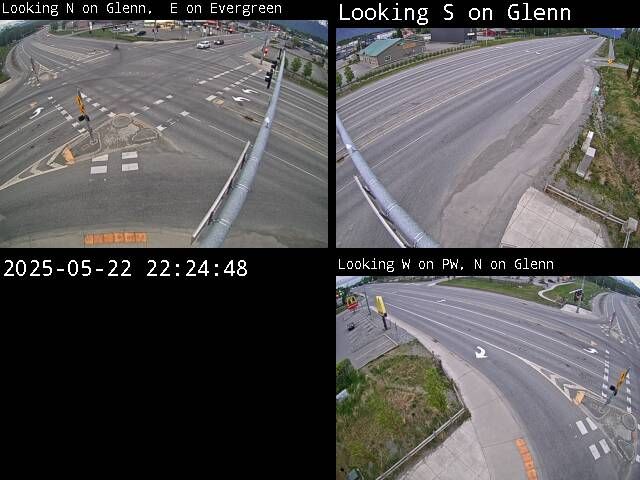 Looking N on Glenn,  E on Evergreen
Looking S on Glenn
2025-05-22 22:24:48
Looking W on PW, N on Glenn